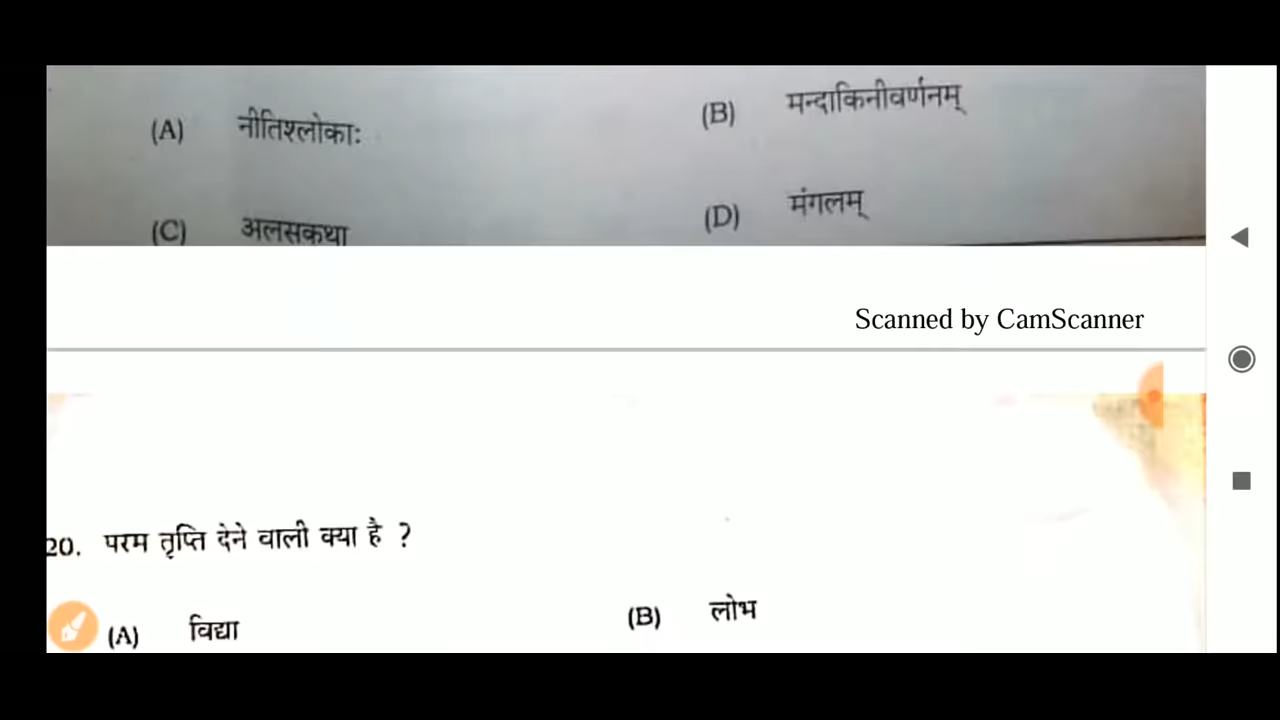 (A) नीतिश्लोकाः (B) मन्दाकिनीवर्णनम्
(C) अलसकथा (D) मंगलम्
Scanned by CamScanner
20. परम तृप्ति देने वाली क्या है ?
(A) विद्या (B) लोभ